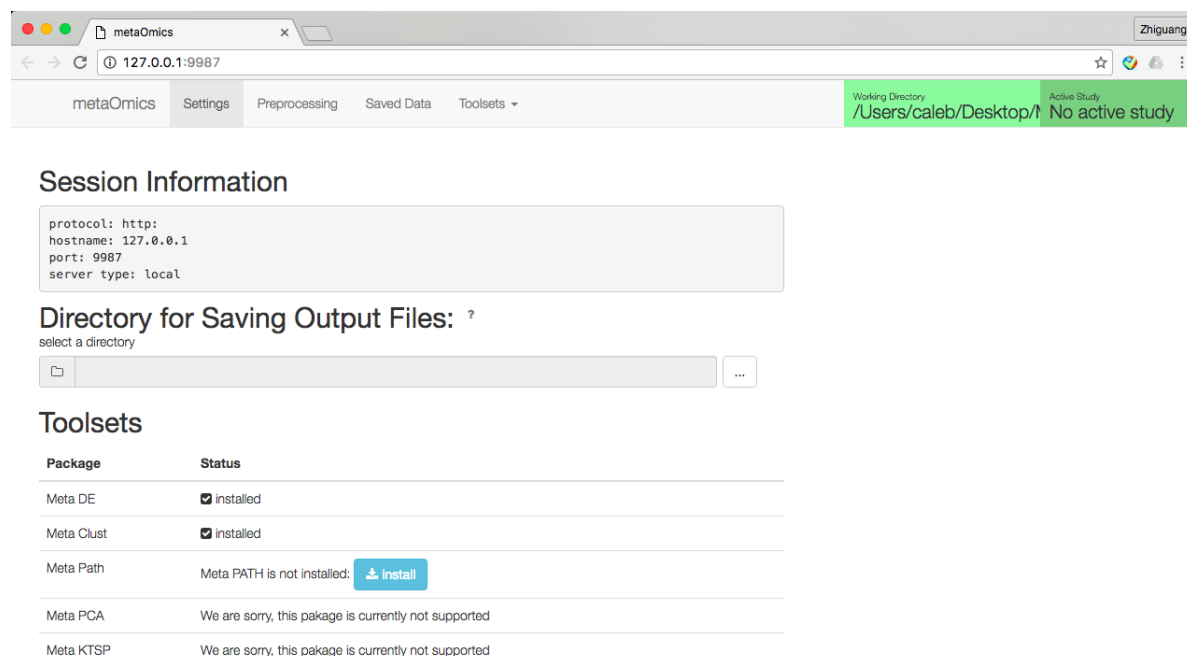 metaOmics
Zhiguang
127.0.0.1:9987
metaOmics Settings Preprocessing Saved Data Toolsets
Working Directory
/Users/caleb/Desktop/
Active Study
No active study
Session Information
protocol: http:
hostname: 127.0.0.1
port: 9987
server type: local
Directory for Saving Output Files: ?
select a directory
...
Toolsets
Package Status
Meta DE installed
Meta Clust installed
Meta Path Meta PATH is not installed: install
Meta PCA We are sorry, this pakage is currently not supported
Meta KTSP We are sorry, this pakage is currently not supported